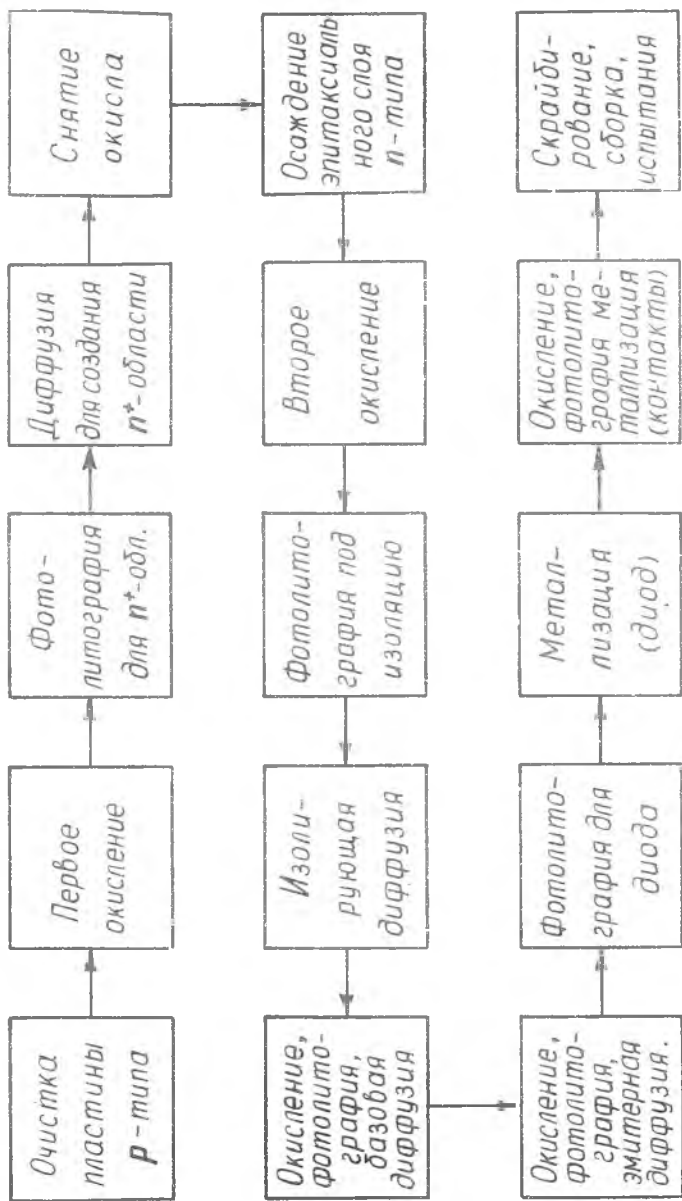 Очистка
пластины
p-типа
Первое
окисление
Фото-
литография
для n⁺-обл.
Диффузия
для создания
n⁺-области
Снятие
окисла
Осаждение
эпитаксиаль
ного слоя
n-типа
Второе
окисление
Фотолито-
графия под
изоляцию
Изоли-
рующая
диффузия
Окисление,
фотолито-
графия,
базовая
диффузия
Окисление,
фотолито-
графия,
эмитерная
диффузия.
Фотолито-
графия для
диода
Метал-
лизация
(диод)
Окисление,
фотолито-
графия ме-
таллизация
(контакты)
Скрайби-
рование,
сборка,
испытания